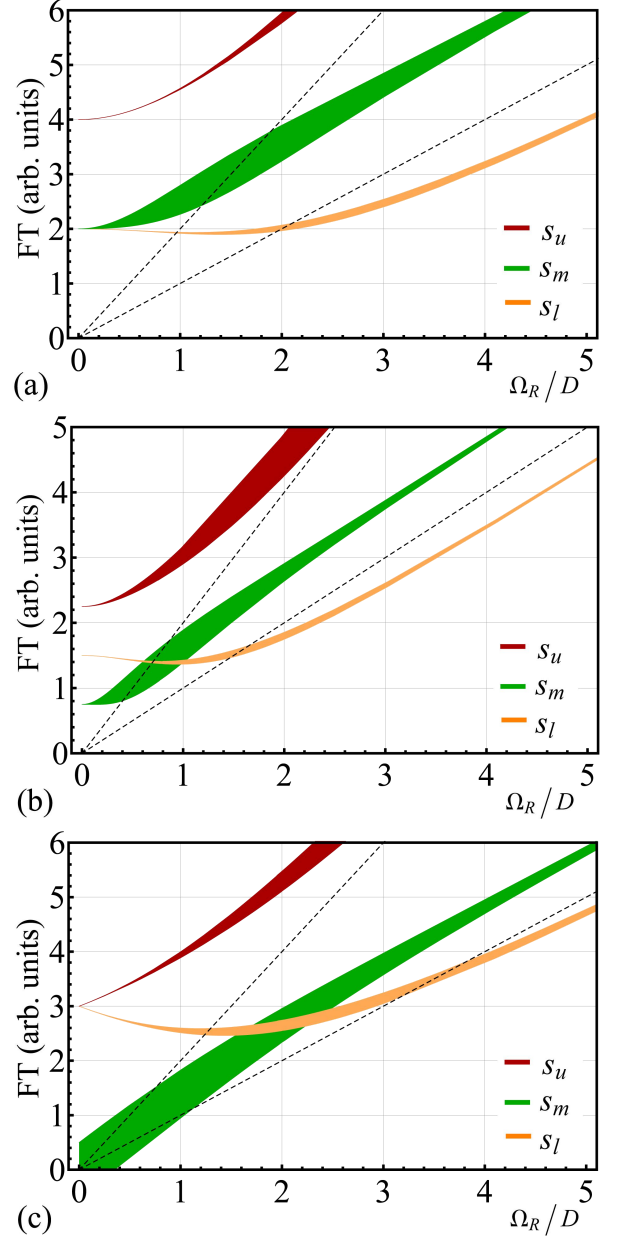 6
5
4
3
2
1
0
FT (arb. units)
s_u
s_m
s_l
0 1 2 3 4 5
(a)
Ω_R / D
5
4
3
2
1
0
FT (arb. units)
s_u
s_m
s_l
0 1 2 3 4 5
(b)
Ω_R / D
6
5
4
3
2
1
0
FT (arb. units)
s_u
s_m
s_l
0 1 2 3 4 5
(c)
Ω_R / D